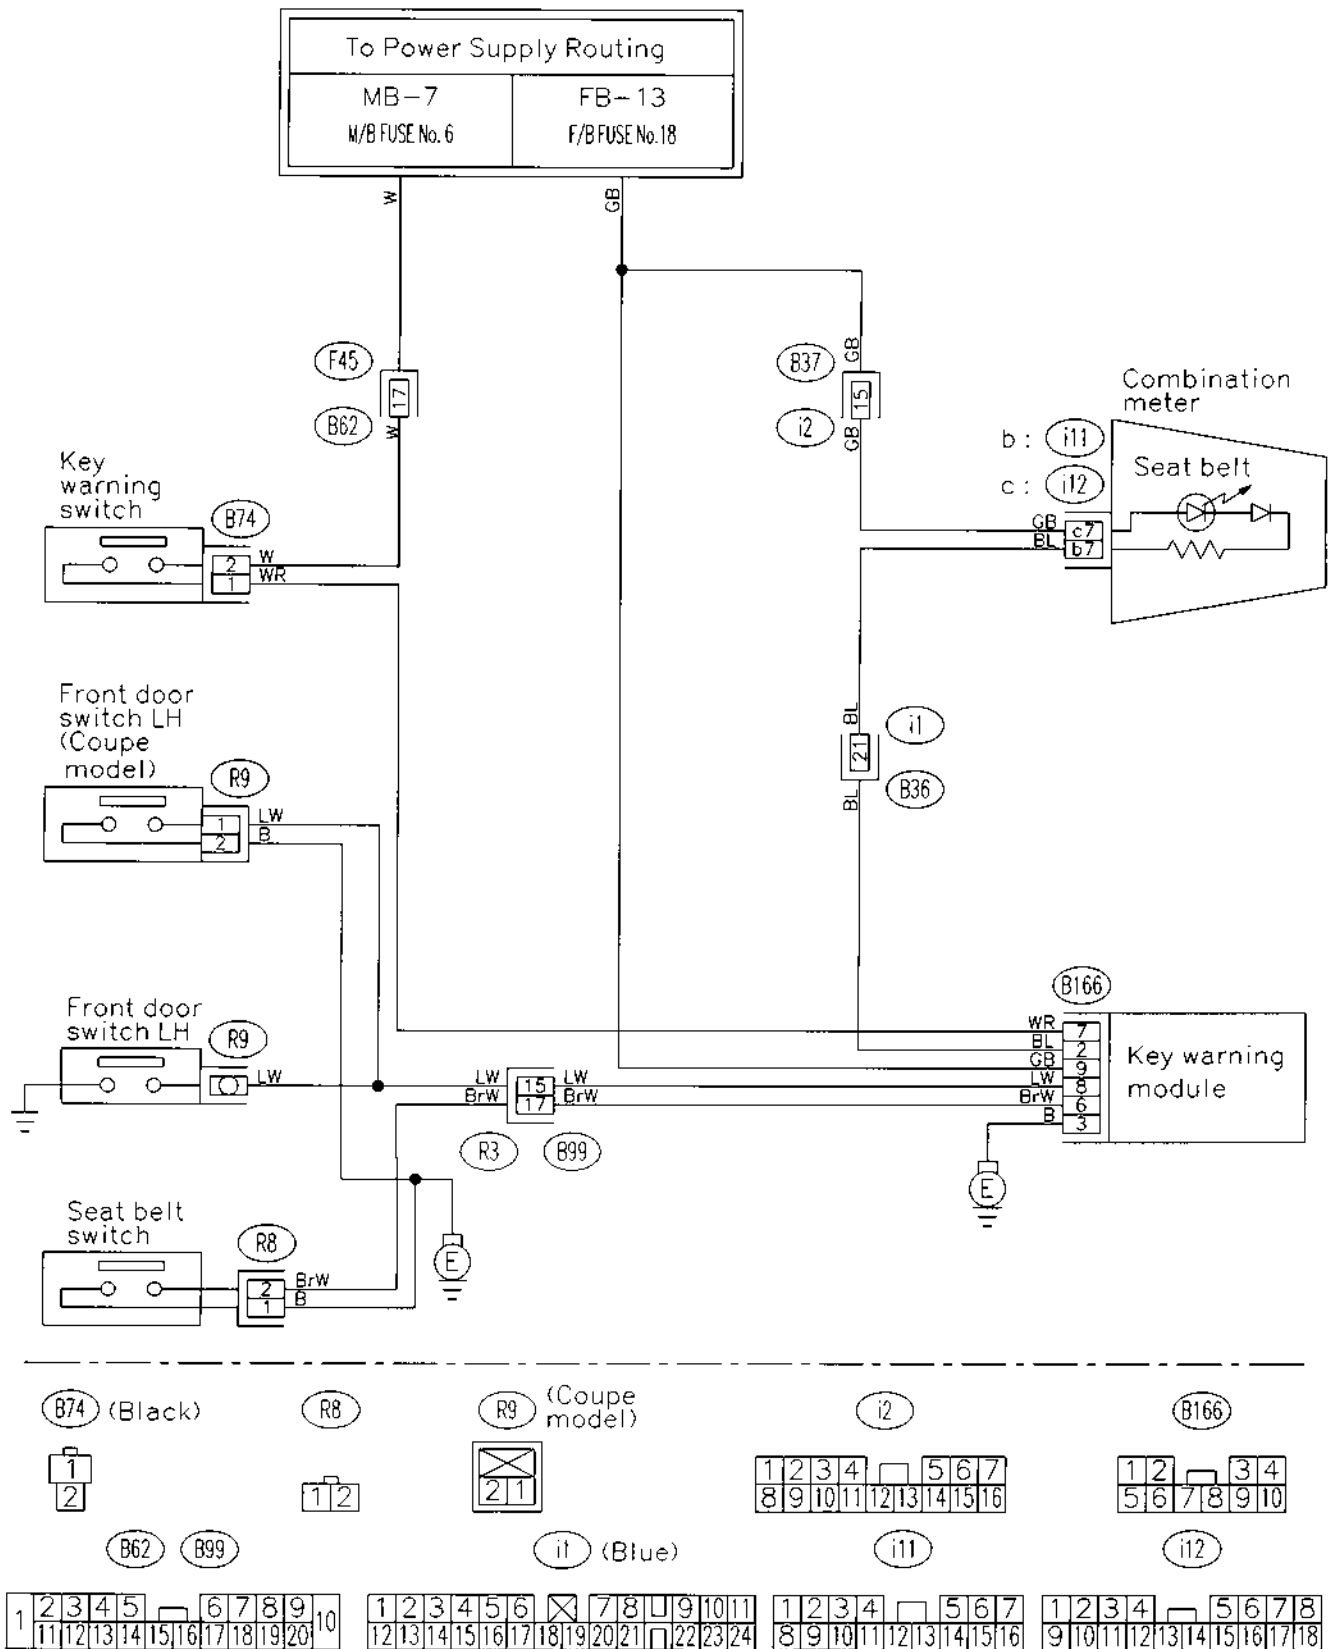 To Power Supply Routing
MB-7 FB-13
M/B FUSE No. 6 F/B FUSE No. 18
W GB
F45
17
B62
W
B37
GB
15
i2
GB
Combination
meter
b: i11
c: i12
Seat belt
GB c7
BL b7
Key
warning
switch
B74
2 W
1 WR
Front door
switch LH
(Coupe
model)
R9
1 LW
2 B
BL i1
21
BL B36
Front door
switch LH
R9
LW
LW 15 LW
BrW 17 BrW
R3 B99
B166
WR 7
BL 2
GB 9
LW 8
BrW 6
B 3
Key warning
module
E
Seat belt
switch
R8
2 BrW
1 B
E
B74 (Black)
1
2
R8
1 2
R9 (Coupe
model)
2 1
i2
1 2 3 4 5 6 7
8 9 10 11 12 13 14 15 16
B166
1 2 3 4
5 6 7 8 9 10
B62 B99
1 2 3 4 5 6 7 8 9 10
11 12 13 14 15 16 17 18 19 20
i1 (Blue)
1 2 3 4 5 6 7 8 9 10 11
12 13 14 15 16 17 18 19 20 21 22 23 24
i11
1 2 3 4 5 6 7
8 9 10 11 12 13 14 15 16
i12
1 2 3 4 5 6 7 8
9 10 11 12 13 14 15 16 17 18